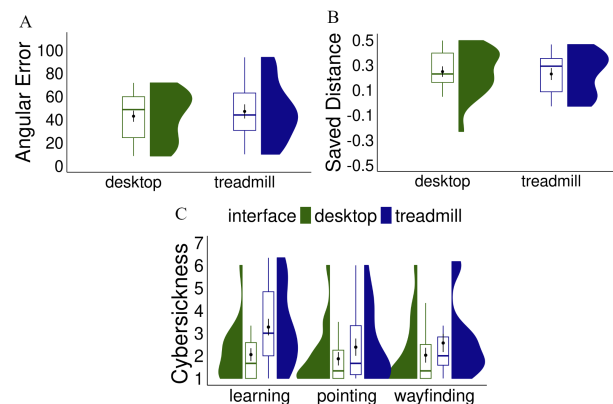 A
Angular Error
100
80
60
40
20
0
desktop
treadmill
B
Saved Distance
0.5
0.3
0.1
-0.1
-0.3
-0.5
desktop
treadmill
C
interface desktop treadmill
Cybersickness
7
6
5
4
3
2
1
learning
pointing
wayfinding